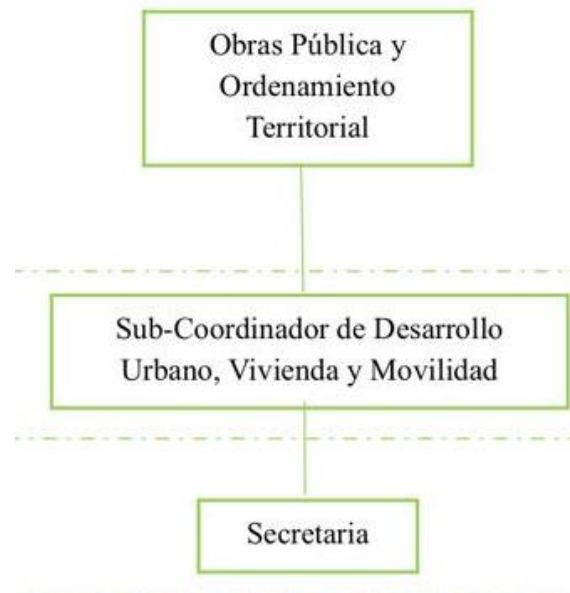 Obras Pública y
Ordenamiento
Territorial
Sub-Coordinador de Desarrollo
Urbano, Vivienda y Movilidad
Secretaria